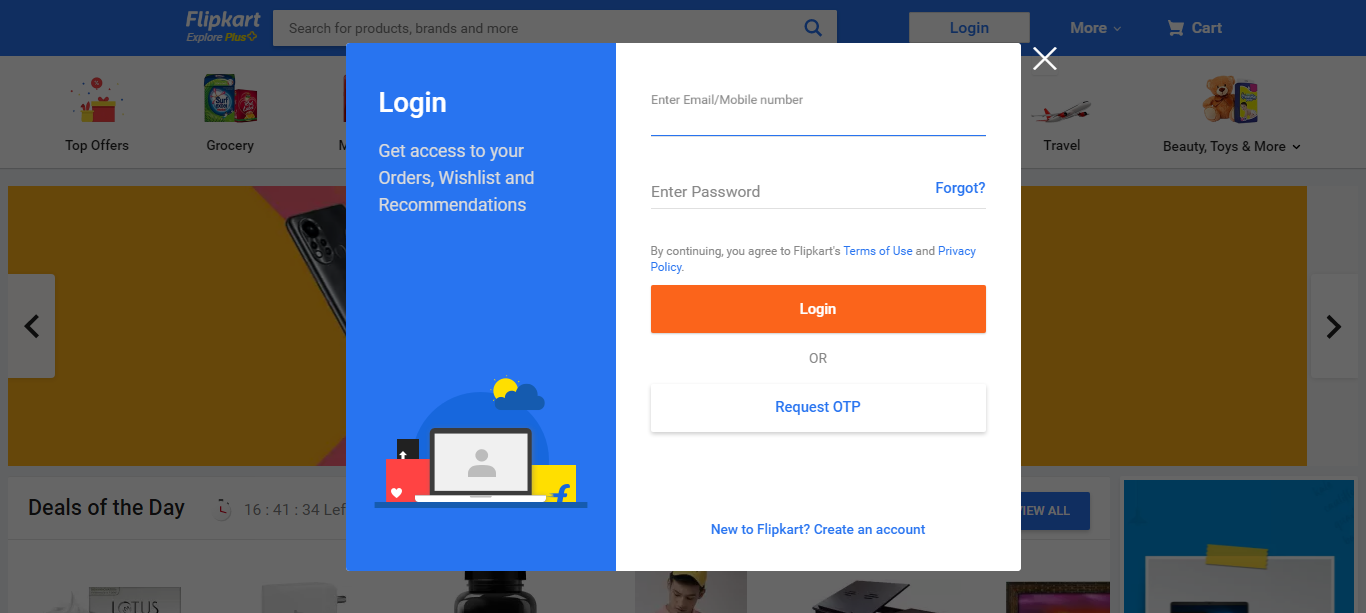 Flipkart
Explore Plus
Search for products, brands and more
Login
More
Cart
Top Offers
Grocery
M
Travel
Beauty, Toys & More
Login
Get access to your
Orders, Wishlist and
Recommendations
Enter Email/Mobile number
Enter Password
Forgot?
By continuing, you agree to Flipkart's Terms of Use and Privacy
Policy.
Login
OR
Request OTP
New to Flipkart? Create an account
Deals of the Day
16 : 41 : 34 Lef
IEW ALL
LOTUS